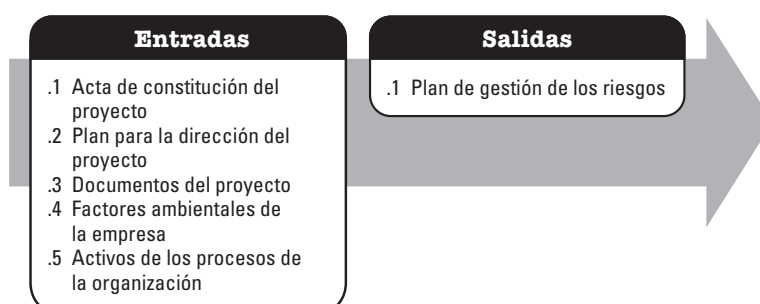 Entradas
.1 Acta de constitución del
proyecto
.2 Plan para la dirección del
proyecto
.3 Documentos del proyecto
.4 Factores ambientales de
la empresa
.5 Activos de los procesos de
la organización
Salidas
.1 Plan de gestión de los riesgos